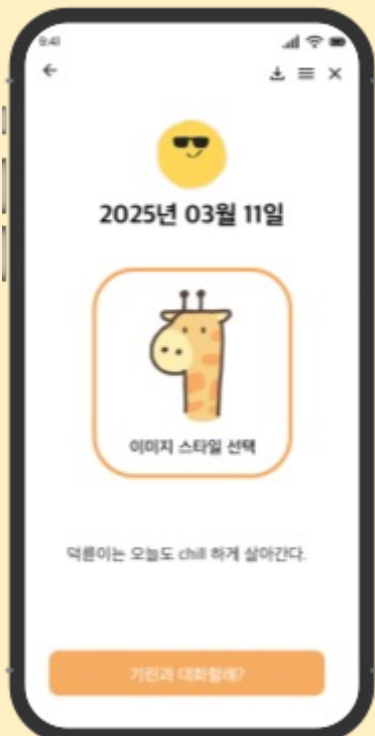 9:41
2025년 03월 11일
이미지 스타일 선택
덕륜이는 오늘도 chill 하게 살아간다.
기린과 대화할래?